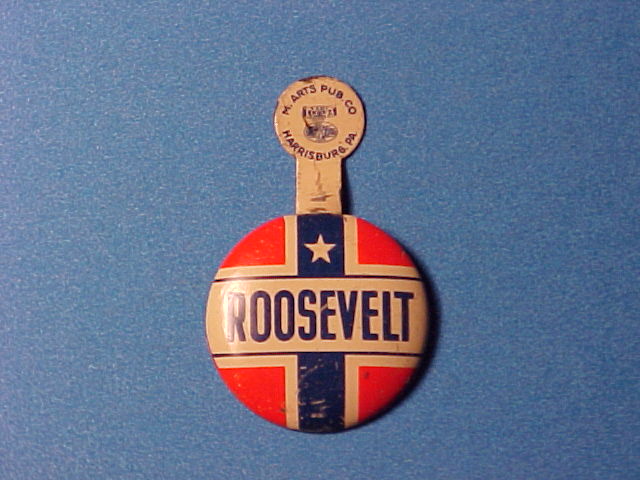 M. ARTS PUB. CO
HARRISBURG, PA.
ROOSEVELT